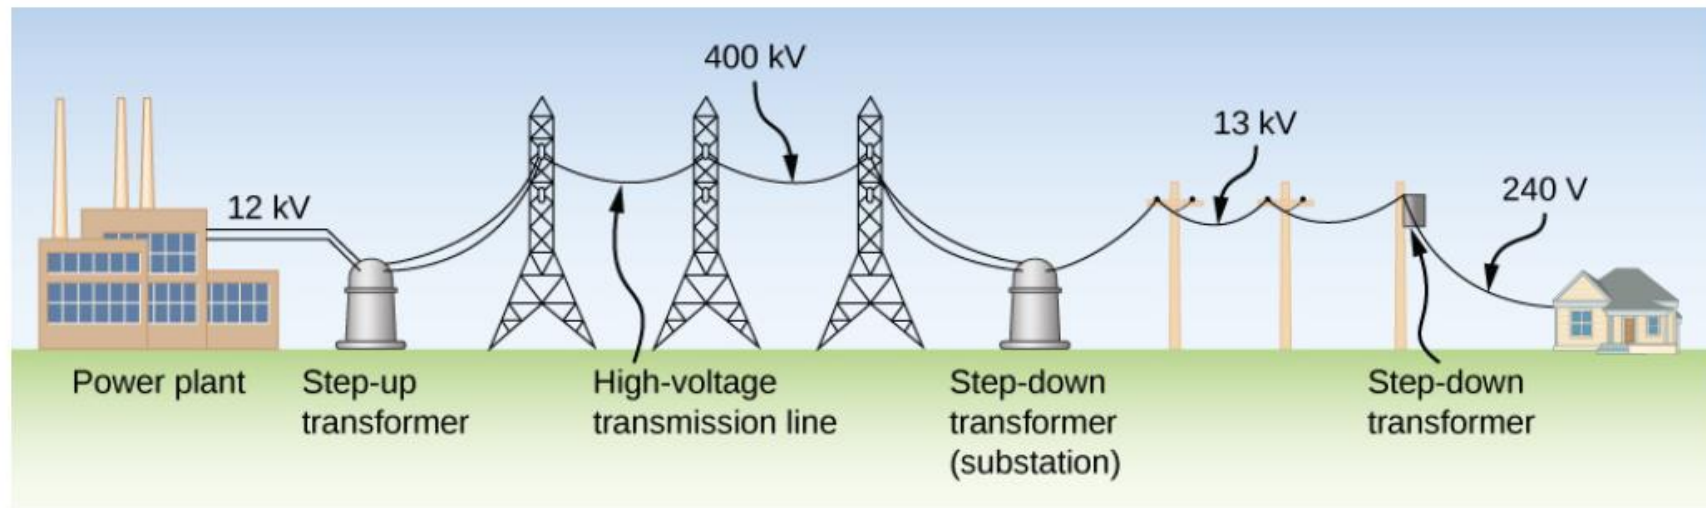 400 kV
13 kV
240 V
12 kV
Power plant
Step-up
transformer
High-voltage
transmission line
Step-down
transformer
(substation)
Step-down
transformer